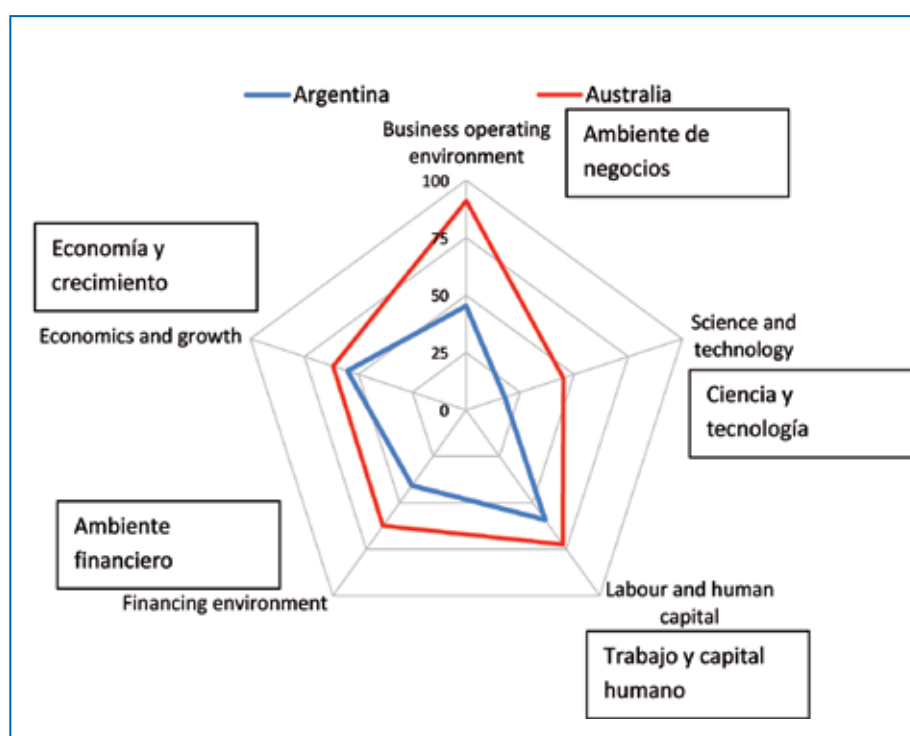 Argentina
Australia
Business operating
environment
Ambiente de
negocios
100
75
50
25
0
Economía y
crecimiento
Economics and growth
Science and
technology
Ciencia y
tecnología
Ambiente
financiero
Financing environment
Labour and human
capital
Trabajo y capital
humano